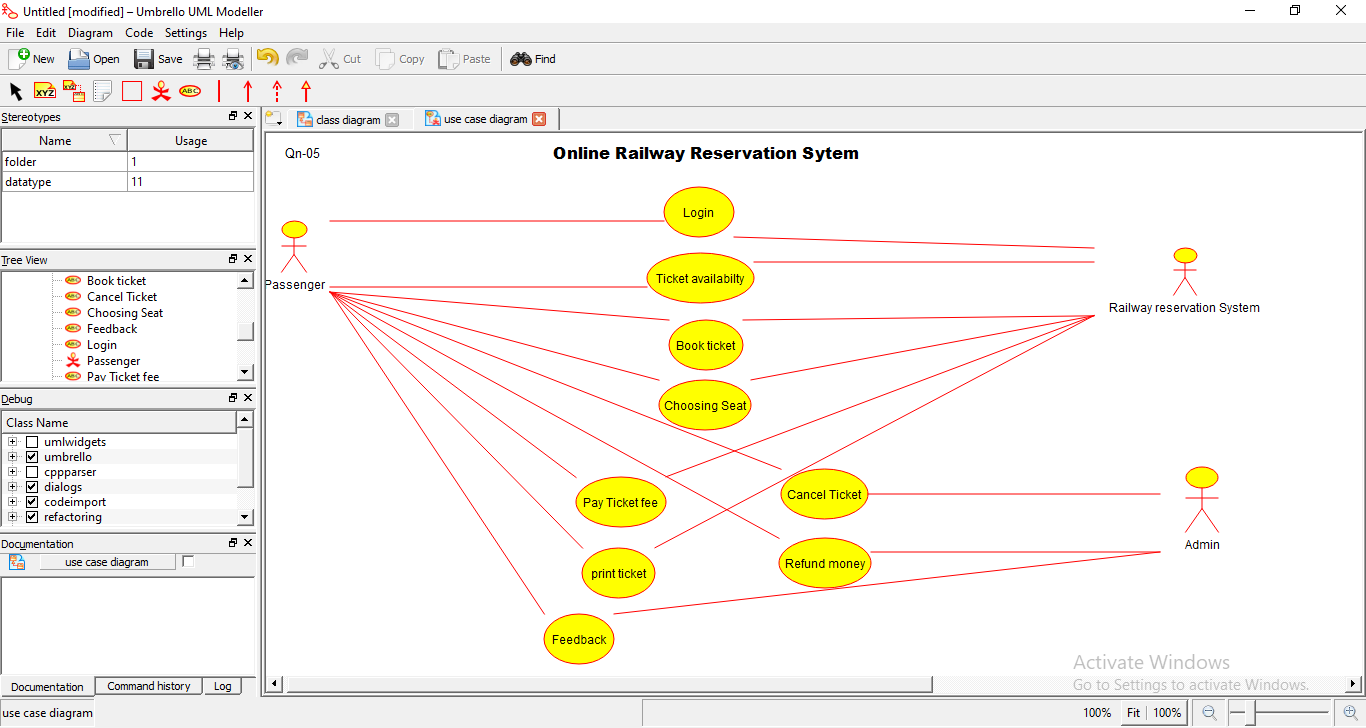 Untitled [modified] – Umbrello UML Modeller
File Edit Diagram Code Settings Help
New Open Save Cut Copy Paste Find
XYZ XYZ ABC
Stereotypes
class diagram use case diagram
Name Usage
folder 1
datatype 11
Tree View
Book ticket
Cancel Ticket
Choosing Seat
Feedback
Login
Passenger
Pay Ticket fee
Debug
Class Name
umlwidgets
umbrello
cppparser
dialogs
codeimport
refactoring
Documentation
use case diagram
Documentation Command history Log
Qn-05
Online Railway Reservation Sytem
Login
Ticket availabilty
Passenger
Railway reservation System
Book ticket
Choosing Seat
Pay Ticket fee
Cancel Ticket
Admin
print ticket
Refund money
Feedback
Activate Windows
Go to Settings to activate Windows.
use case diagram
100% Fit 100%